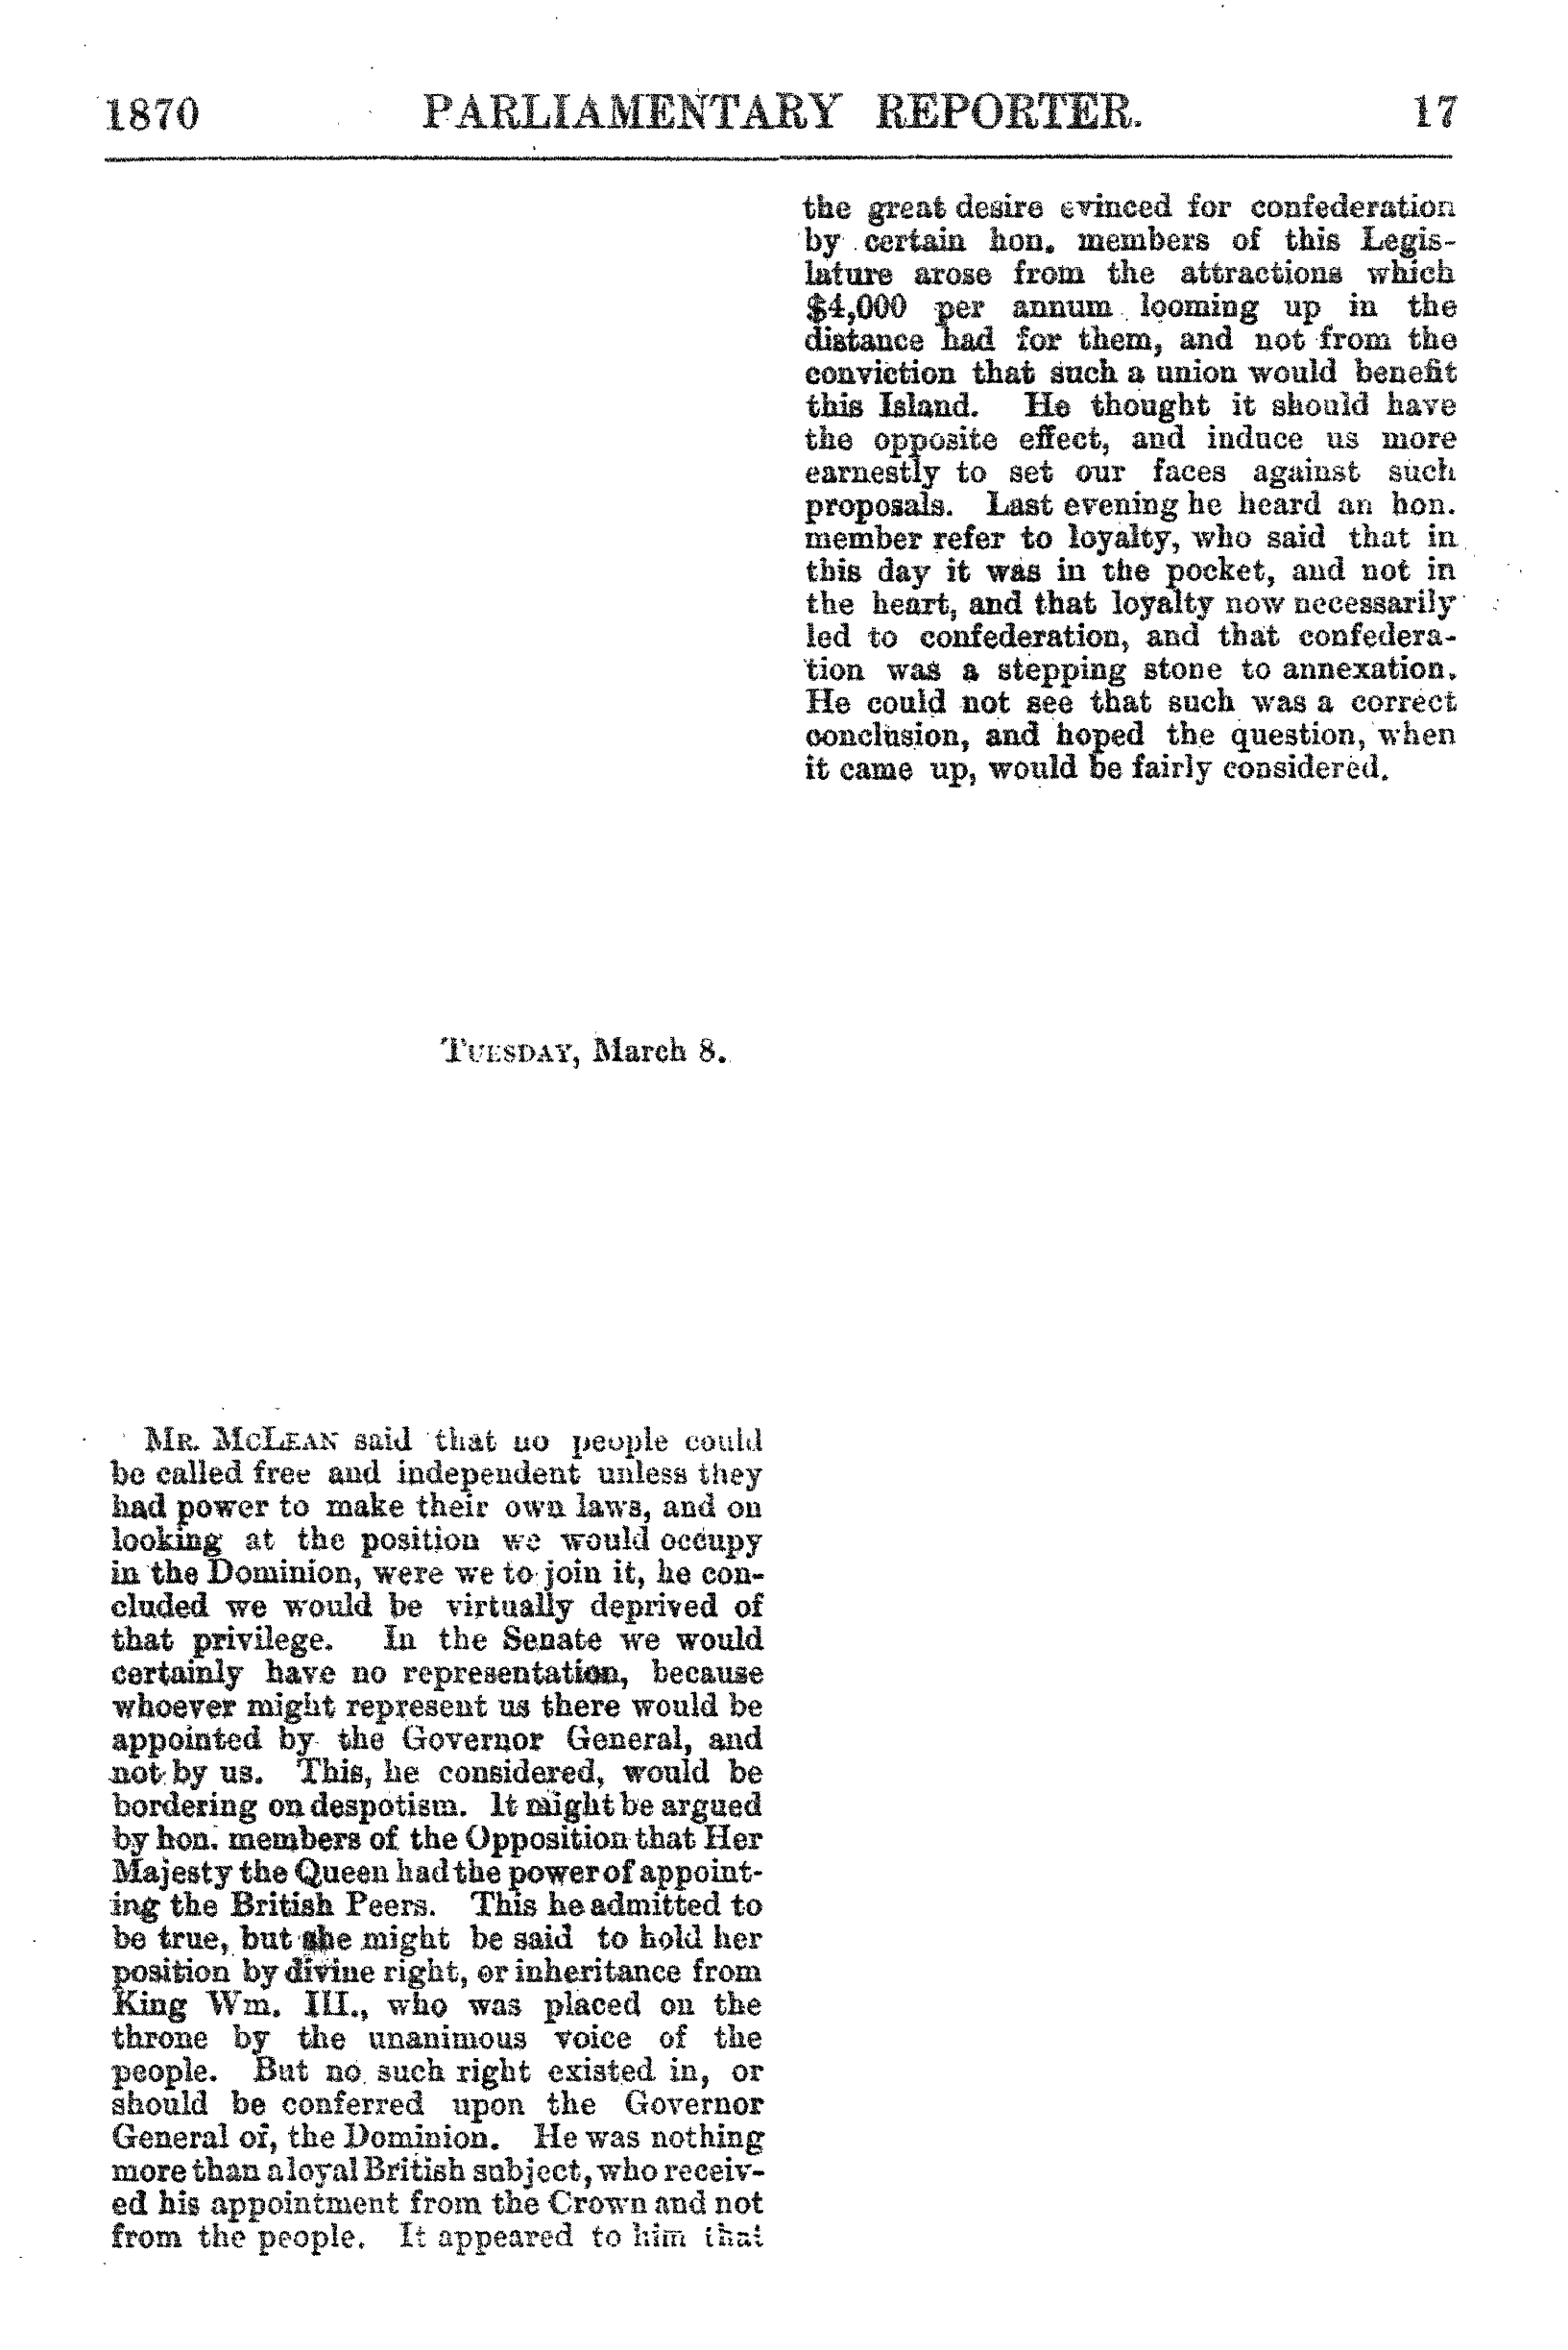 1870 PARLIAMENTARY REPORTER. 17
TUESDAY, March 8.
MR. MCLEAN said that no people could
be called free and independent unless they
had power to make their own laws, and on
looking at the position we would occupy
in the Dominion, were we to join it, he con-
cluded we would be virtually deprived of
that privilege. In the Senate we would
certainly have no representation, because
whoever might represent us there would be
appointed by the Governor General, and
not by us. This, he considered, would be
bordering on despotism. It might be argued
by hon. members of the Opposition that Her
Majesty the Queen had the power of appoint-
ing the British Peers. This he admitted to
be true, but she might be said to hold her
position by divine right, or inheritance from
King Wm. III., who was placed on the
throne by the unanimous voice of the
people. But no such right existed in, or
should be conferred upon the Governor
General of, the Dominion. He was nothing
more than a loyal British subject, who receiv-
ed his appointment from the Crown and not
from the people. It appeared to him that
the great desire evinced for confederation
by certain hon. members of this Legis-
lature arose from the attractions which
$4,000 per annum looming up in the
distance had for them, and not from the
conviction that such a union would benefit
this Island. He thought it should have
the opposite effect, and induce us more
earnestly to set our faces against such
proposals. Last evening he heard an hon.
member refer to loyalty, who said that in
this day it was in the pocket, and not in
the heart, and that loyalty now necessarily
led to confederation, and that confedera-
tion was a stepping stone to annexation.
He could not see that such was a correct
conclusion, and hoped the question, when
it came up, would be fairly considered.